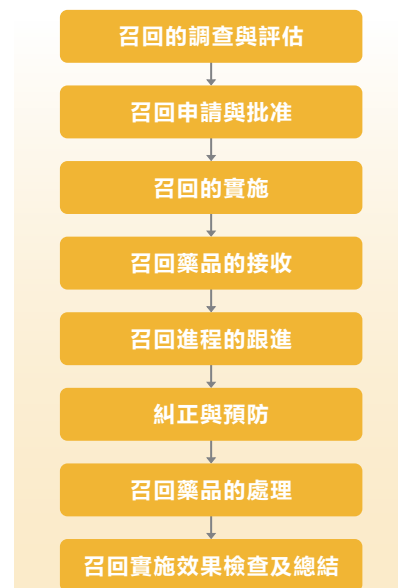 召回的調查與評估
召回申請與批准
召回的實施
召回藥品的接收
召回進程的跟進
糾正與預防
召回藥品的處理
召回實施效果檢查及總結